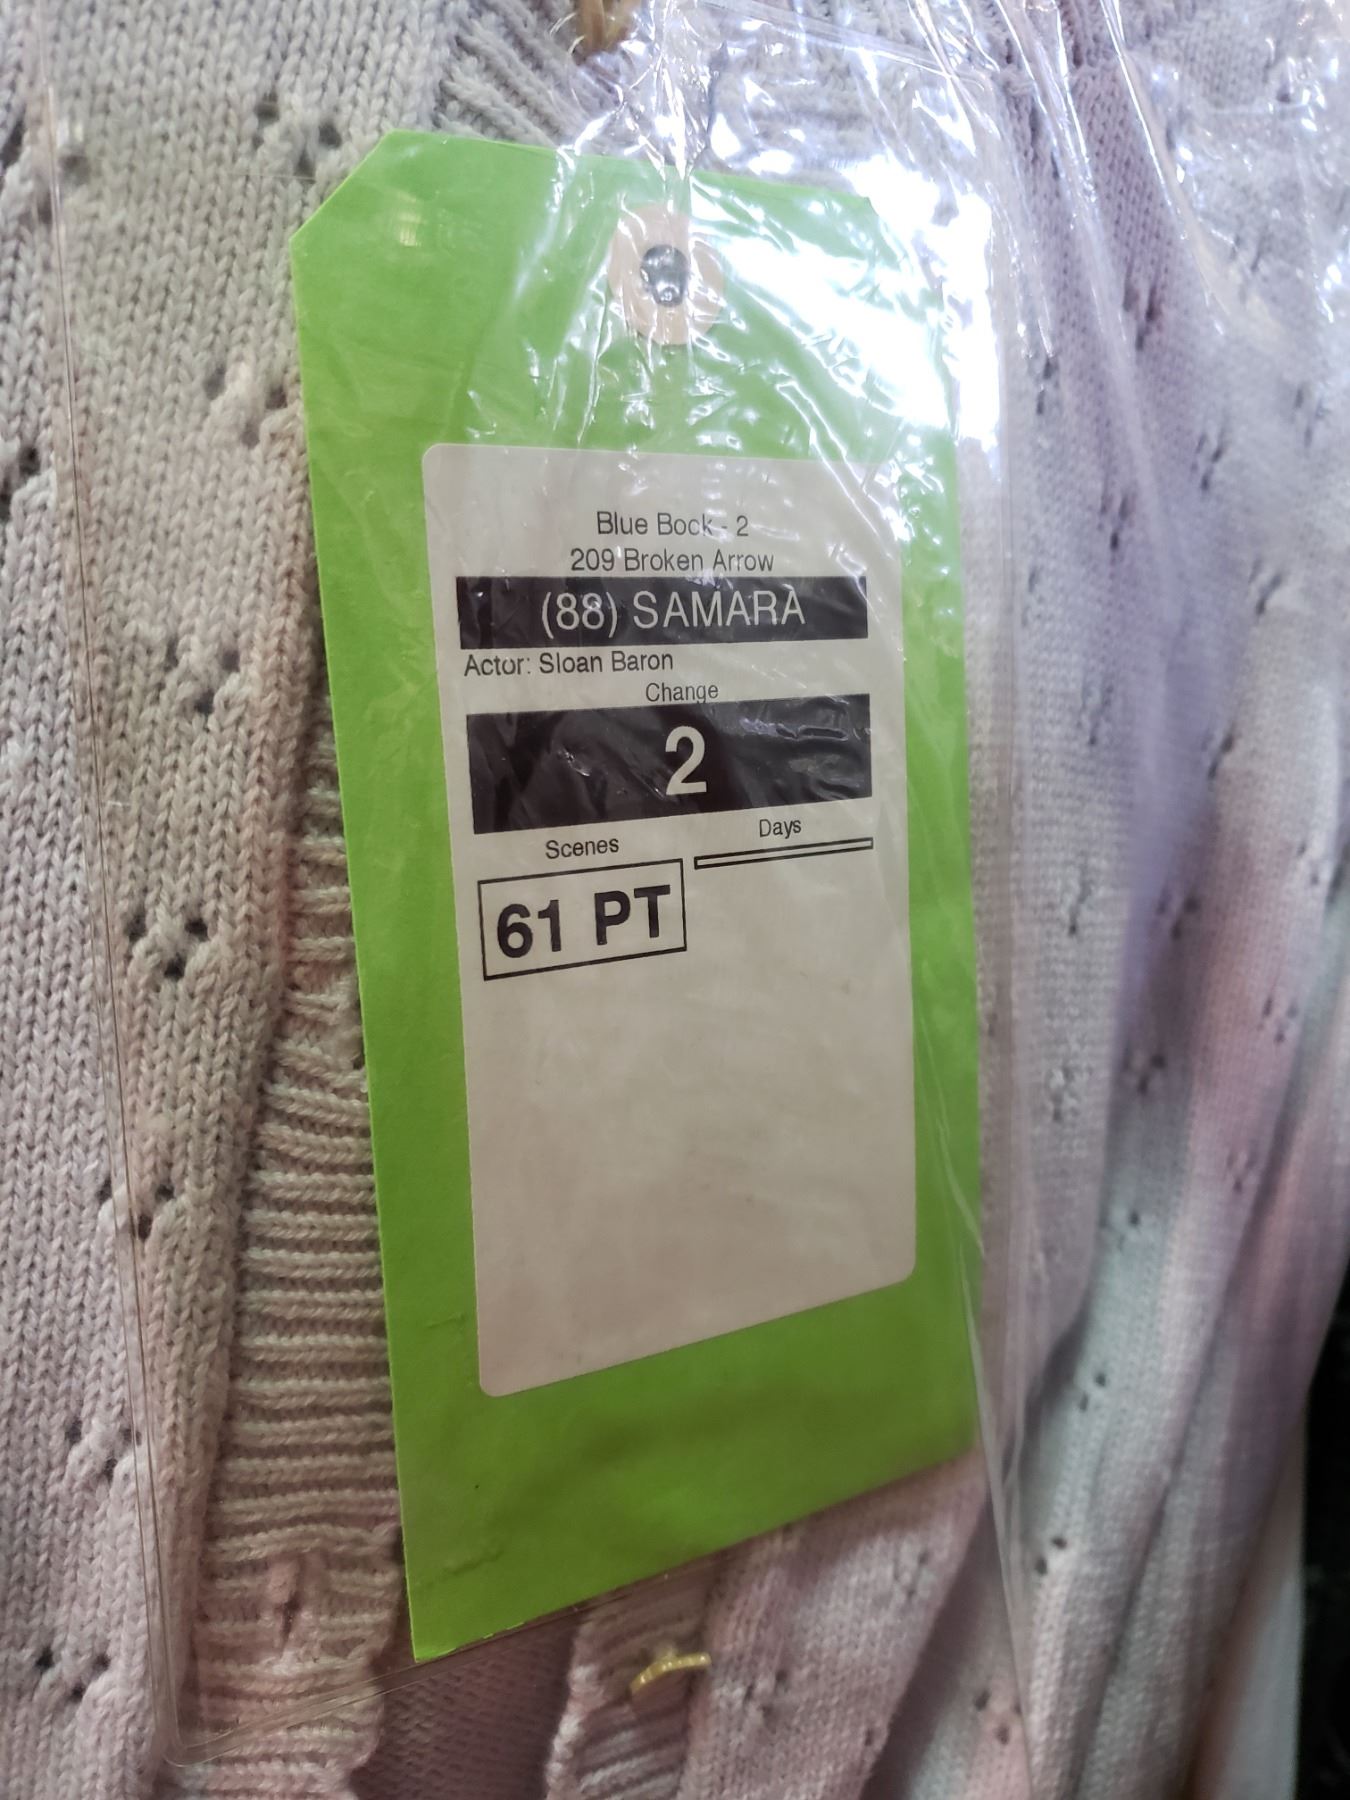 Blue Bock - 2
209 Broken Arrow
(88) SAMARA
Actor: Sloan Baron
Change
2
Scenes Days
61 PT